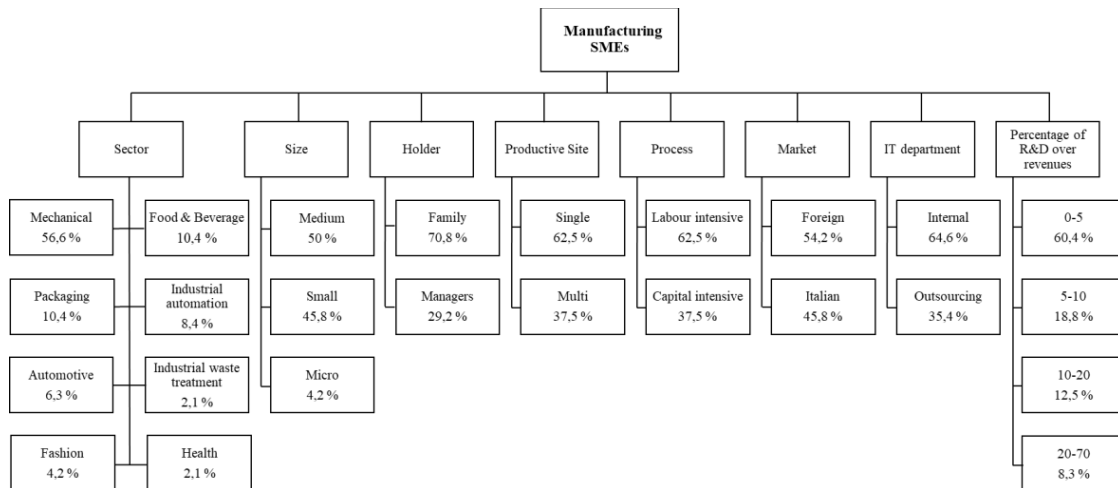 Manufacturing
SMEs
Sector
Size
Holder
Productive Site
Process
Market
IT department
Percentage of
R&D over
revenues
Mechanical
56,6 %
Food & Beverage
10,4 %
Medium
50 %
Family
70,8 %
Single
62,5 %
Labour intensive
62,5 %
Foreign
54,2 %
Internal
64,6 %
0-5
60,4 %
Packaging
10,4 %
Industrial
automation
8,4 %
Small
45,8 %
Managers
29,2 %
Multi
37,5 %
Capital intensive
37,5 %
Italian
45,8 %
Outsourcing
35,4 %
5-10
18,8 %
Automotive
6,3 %
Industrial waste
treatment
2,1 %
Micro
4,2 %
10-20
12,5 %
Fashion
4,2 %
Health
2,1 %
20-70
8,3 %